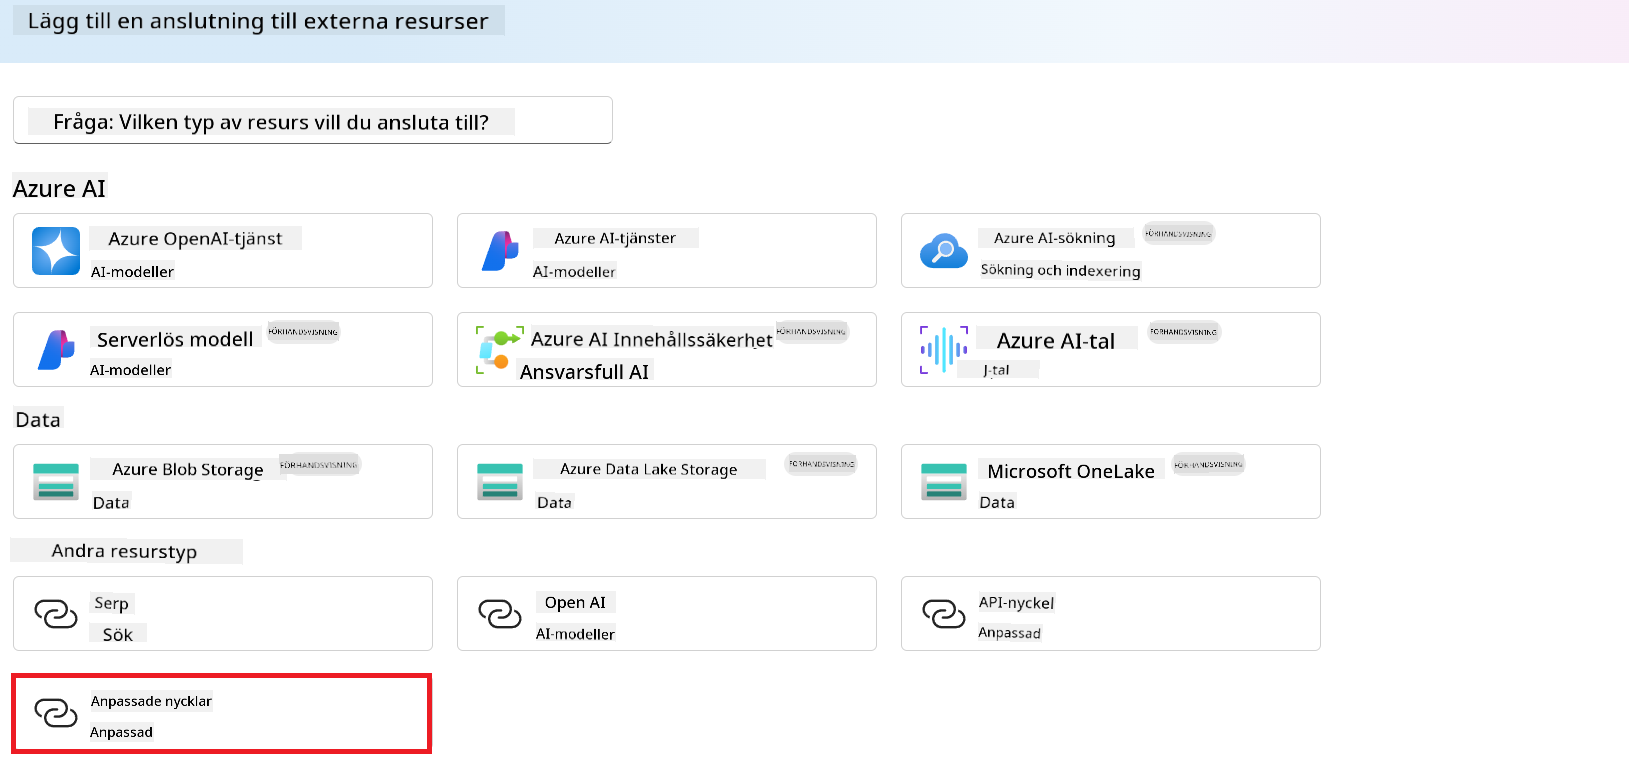 Lägg till en anslutning till externa resurser
Fråga: Vilken typ av resurs vill du ansluta till?
Azure AI
Azure OpenAI-tjänst
AI-modeller
Azure AI-tjänster
AI-modeller
Azure AI-sökning FÖRHANDSVISNING
Sökning och indexering
Serverlös modell FÖRHANDSVISNING
AI-modeller
Azure AI Innehållssäkerhet FÖRHANDSVISNING
Ansvarsfull AI
Azure AI-tal FÖRHANDSVISNING
J-tal
Data
Azure Blob Storage FÖRHANDSVISNING
Data
Azure Data Lake Storage FÖRHANDSVISNING
Data
Microsoft OneLake FÖRHANDSVISNING
Data
Andra resurstyp
Serp
Sök
Open AI
AI-modeller
API-nyckel
Anpassad
Anpassade nycklar
Anpassad